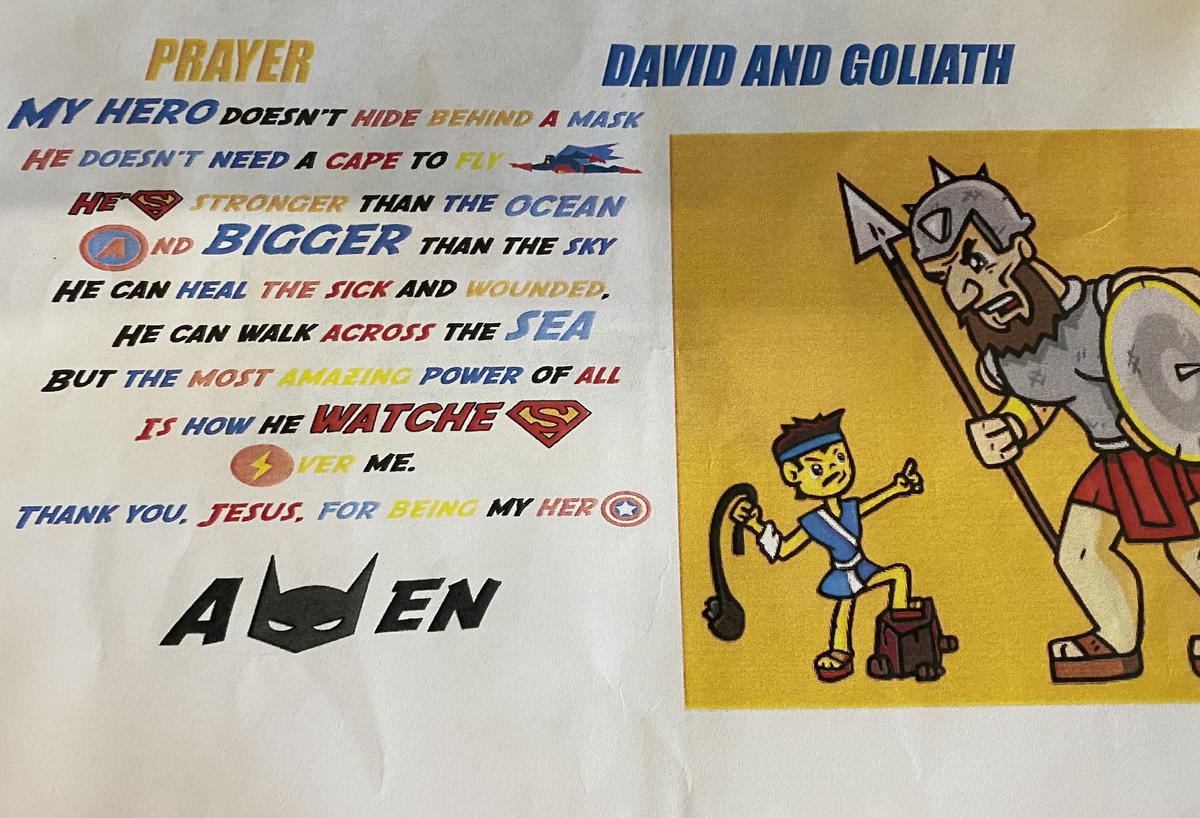 PRAYER
MY HERO DOESN'T HIDE BEHIND A MASK
HE DOESN'T NEED A CAPE TO FLY
HE'S STRONGER THAN THE OCEAN
AND BIGGER THAN THE SKY
HE CAN HEAL THE SICK AND WOUNDED,
HE CAN WALK ACROSS THE SEA
BUT THE MOST AMAZING POWER OF ALL
IS HOW HE WATCHES
VER ME.
THANK YOU, JESUS, FOR BEING MY HER
A EN
DAVID AND GOLIATH